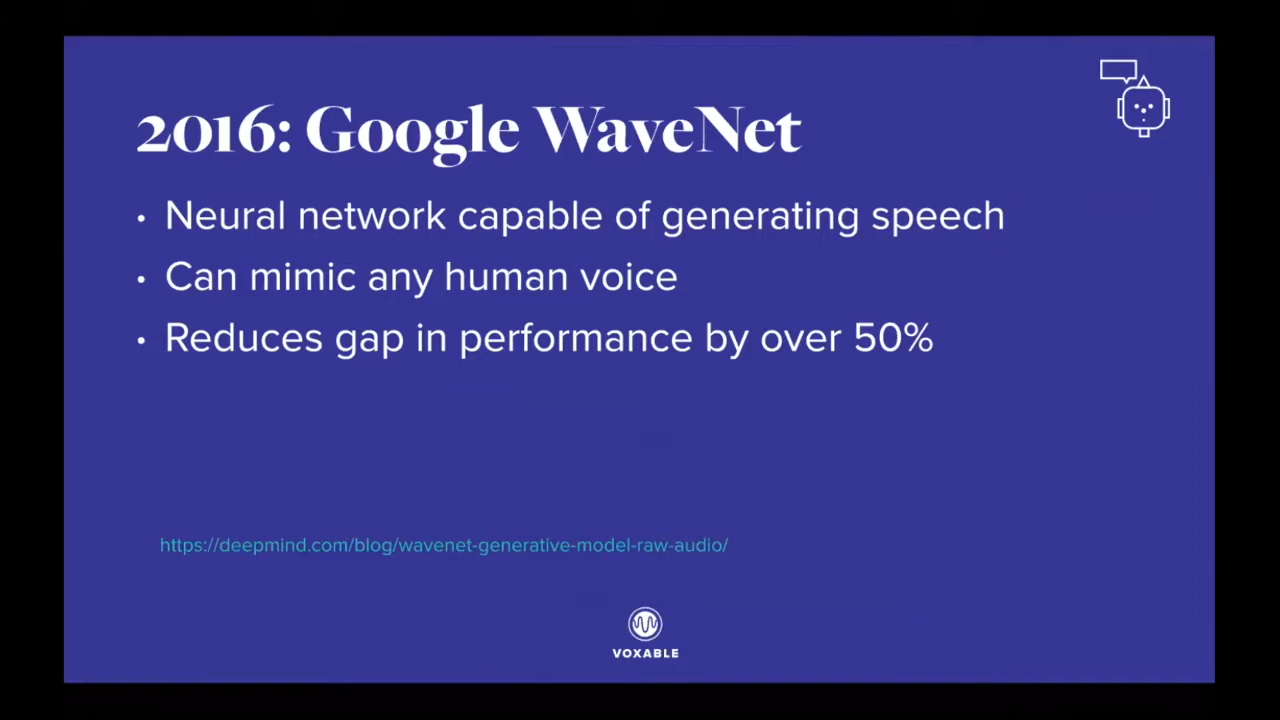 2016: Google WaveNet
• Neural network capable of generating speech
• Can mimic any human voice
• Reduces gap in performance by over 50%
https://deepmind.com/blog/wavenet-generative-model-raw-audio/
VOXABLE